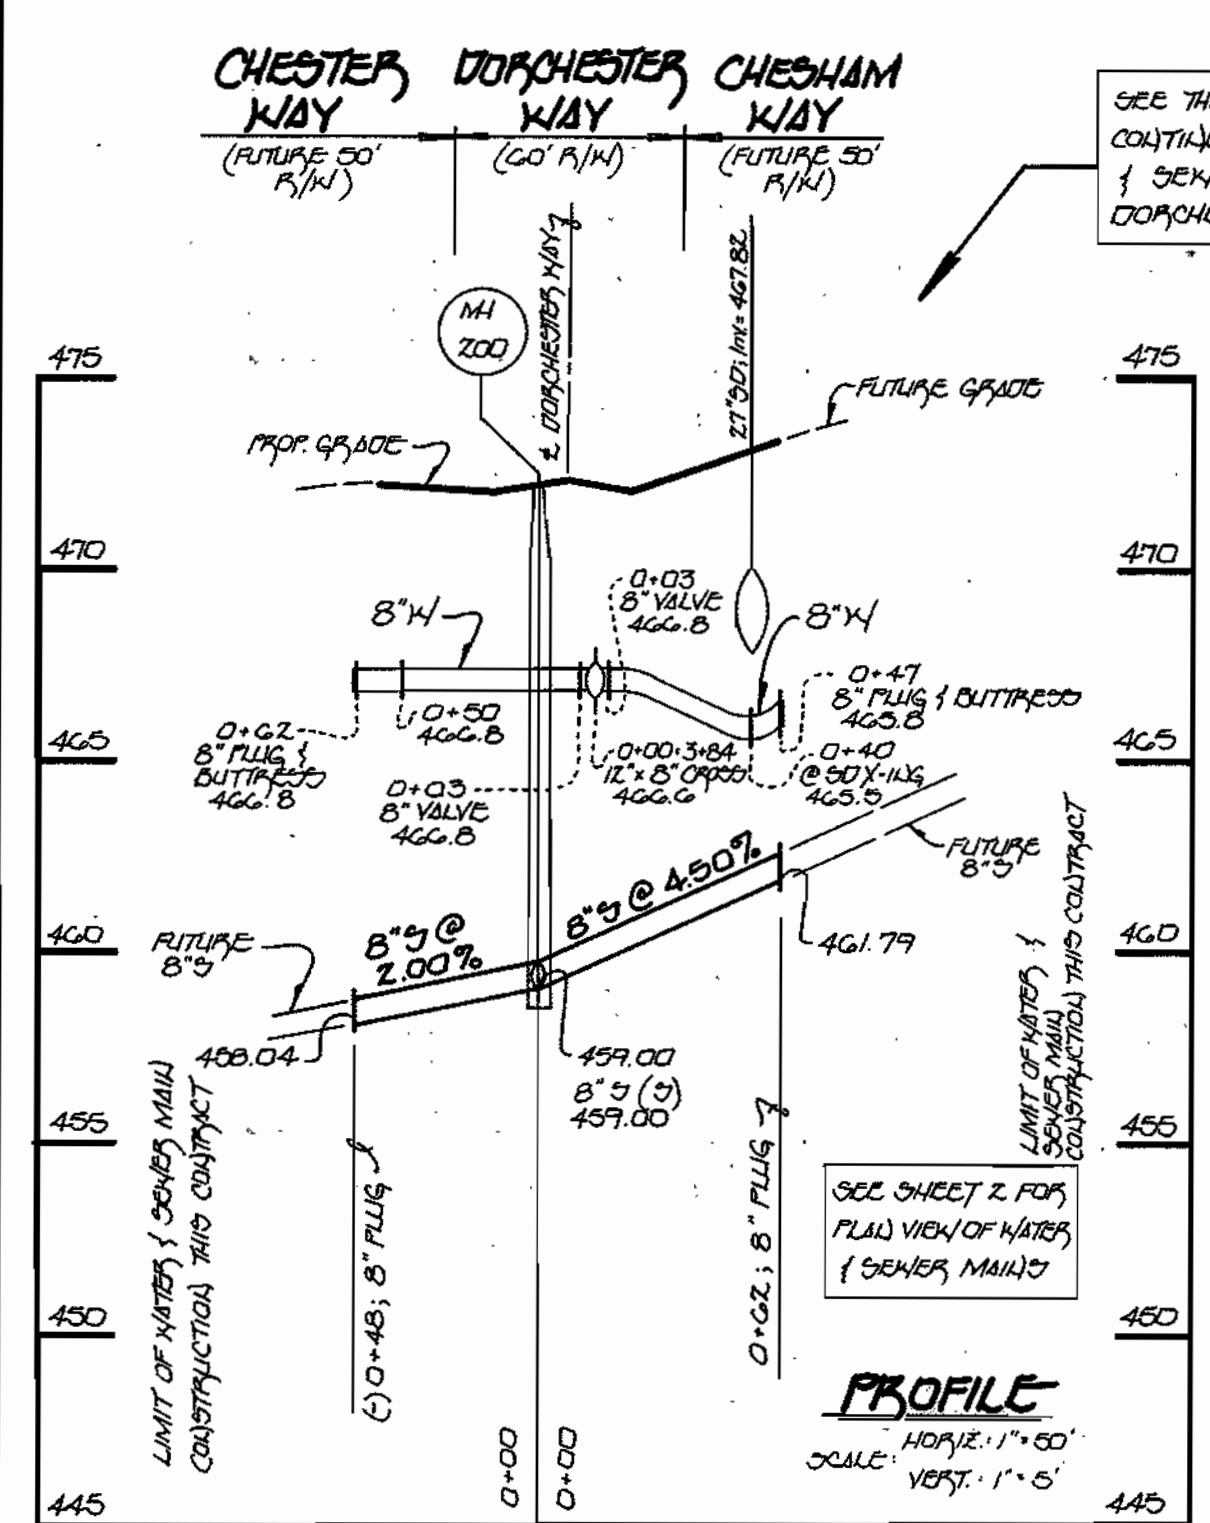 CHESTER WAY
(FUTURE 50' R/W)
DORCHESTER WAY
(60' R/W)
CHESHAM WAY
(FUTURE 50' R/W)
SEE
& 
DORCH
MH
200
℄ DORCHESTER WAY
27" SD; Inv.= 467.82
475
475
FUTURE GRADE
PROP. GRADE
470
470
0+03
8" VALVE
466.8
8" W
8" W
0+47
8" PLUG & BUTTRESS
465.8
0+50
466.8
0+62
8" PLUG &
BUTTRESS
466.8
465
465
0+00=3+84
12" x 8" CROSS
466.6
0+40
@ SD X-ING
465.5
0+03
8" VALVE
466.8
FUTURE
8"S
8"S @ 4.50%
8"S @
2.00%
460
460
FUTURE
8"S
461.79
458.04
459.00
8" S (S)
459.00
LIMIT OF WATER & SEWER MAIN
CONSTRUCTION THIS CONTRACT
LIMIT OF WATER &
SEWER MAIN
CONSTRUCTION THIS CONTRACT
455
455
(-) 0+48; 8" PLUG
0+62; 8" PLUG
SEE SHEET 2 FOR
PLAN VIEW OF WATER
& SEWER MAINS
450
450
PROFILE
SCALE: HORIZ.: 1"=50'
VERT.: 1"=5'
0+00
0+00
445
445